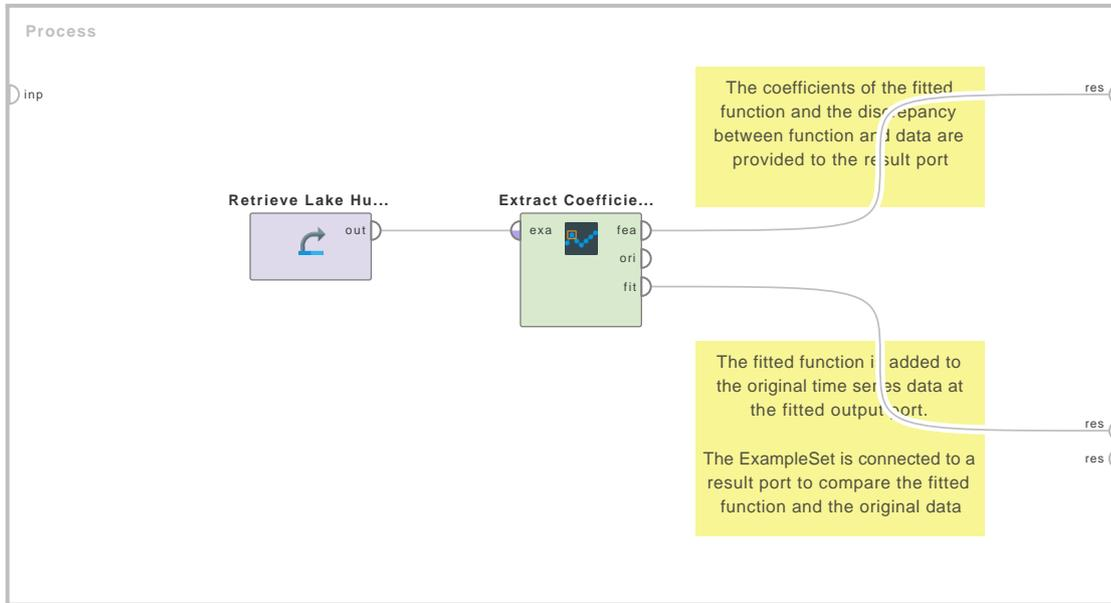 Process
inp
The coefficients of the fitted
function and the discrepancy
between function and data are
provided to the result port
res
Retrieve Lake Hu...
out
Extract Coefficie...
exa
fea
ori
fit
The fitted function is added to
the original time series data at
the fitted output port.
The ExampleSet is connected to a
result port to compare the fitted
function and the original data
res
res